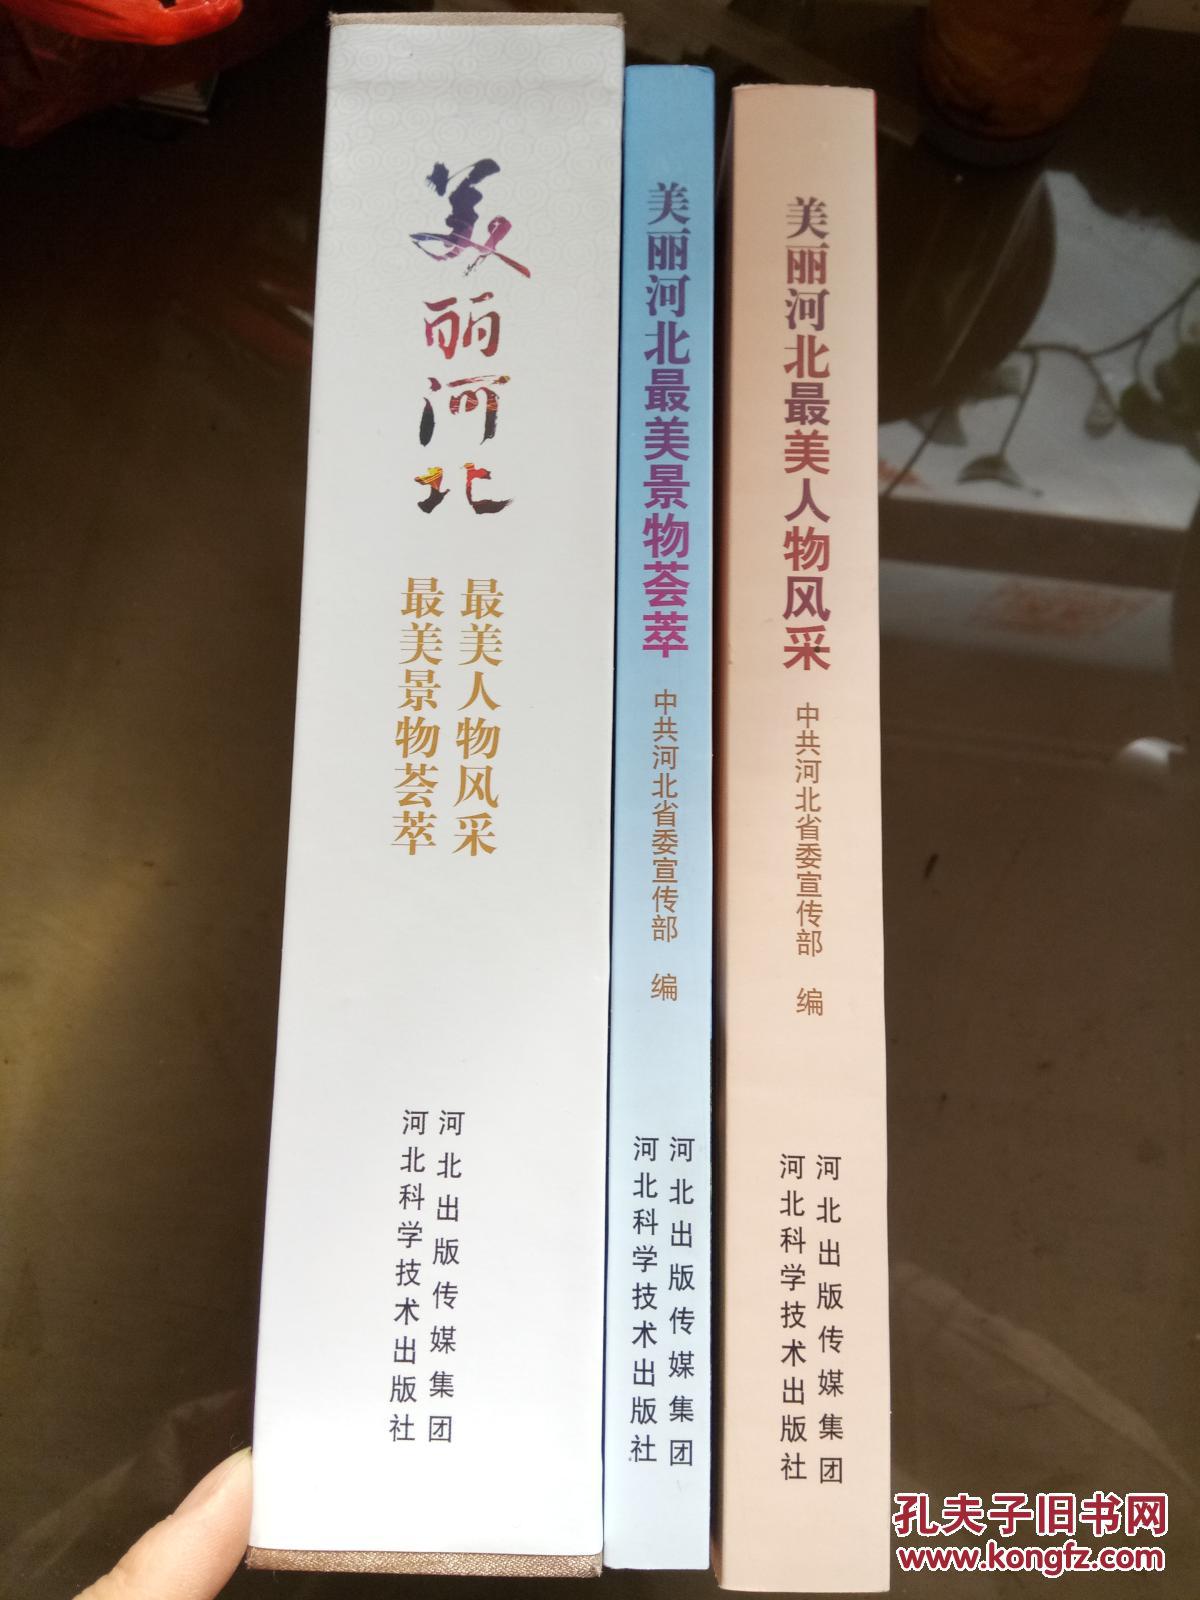 美丽河北
最美人物风采
最美景物荟萃
河北出版传媒集团
河北科学技术出版社
美丽河北最美景物荟萃
中共河北省委宣传部 编
河北出版传媒集团
河北科学技术出版社
美丽河北最美人物风采
中共河北省委宣传部 编
河北出版传媒集团
河北科学技术出版社
孔夫子旧书网
www.kongfz.com